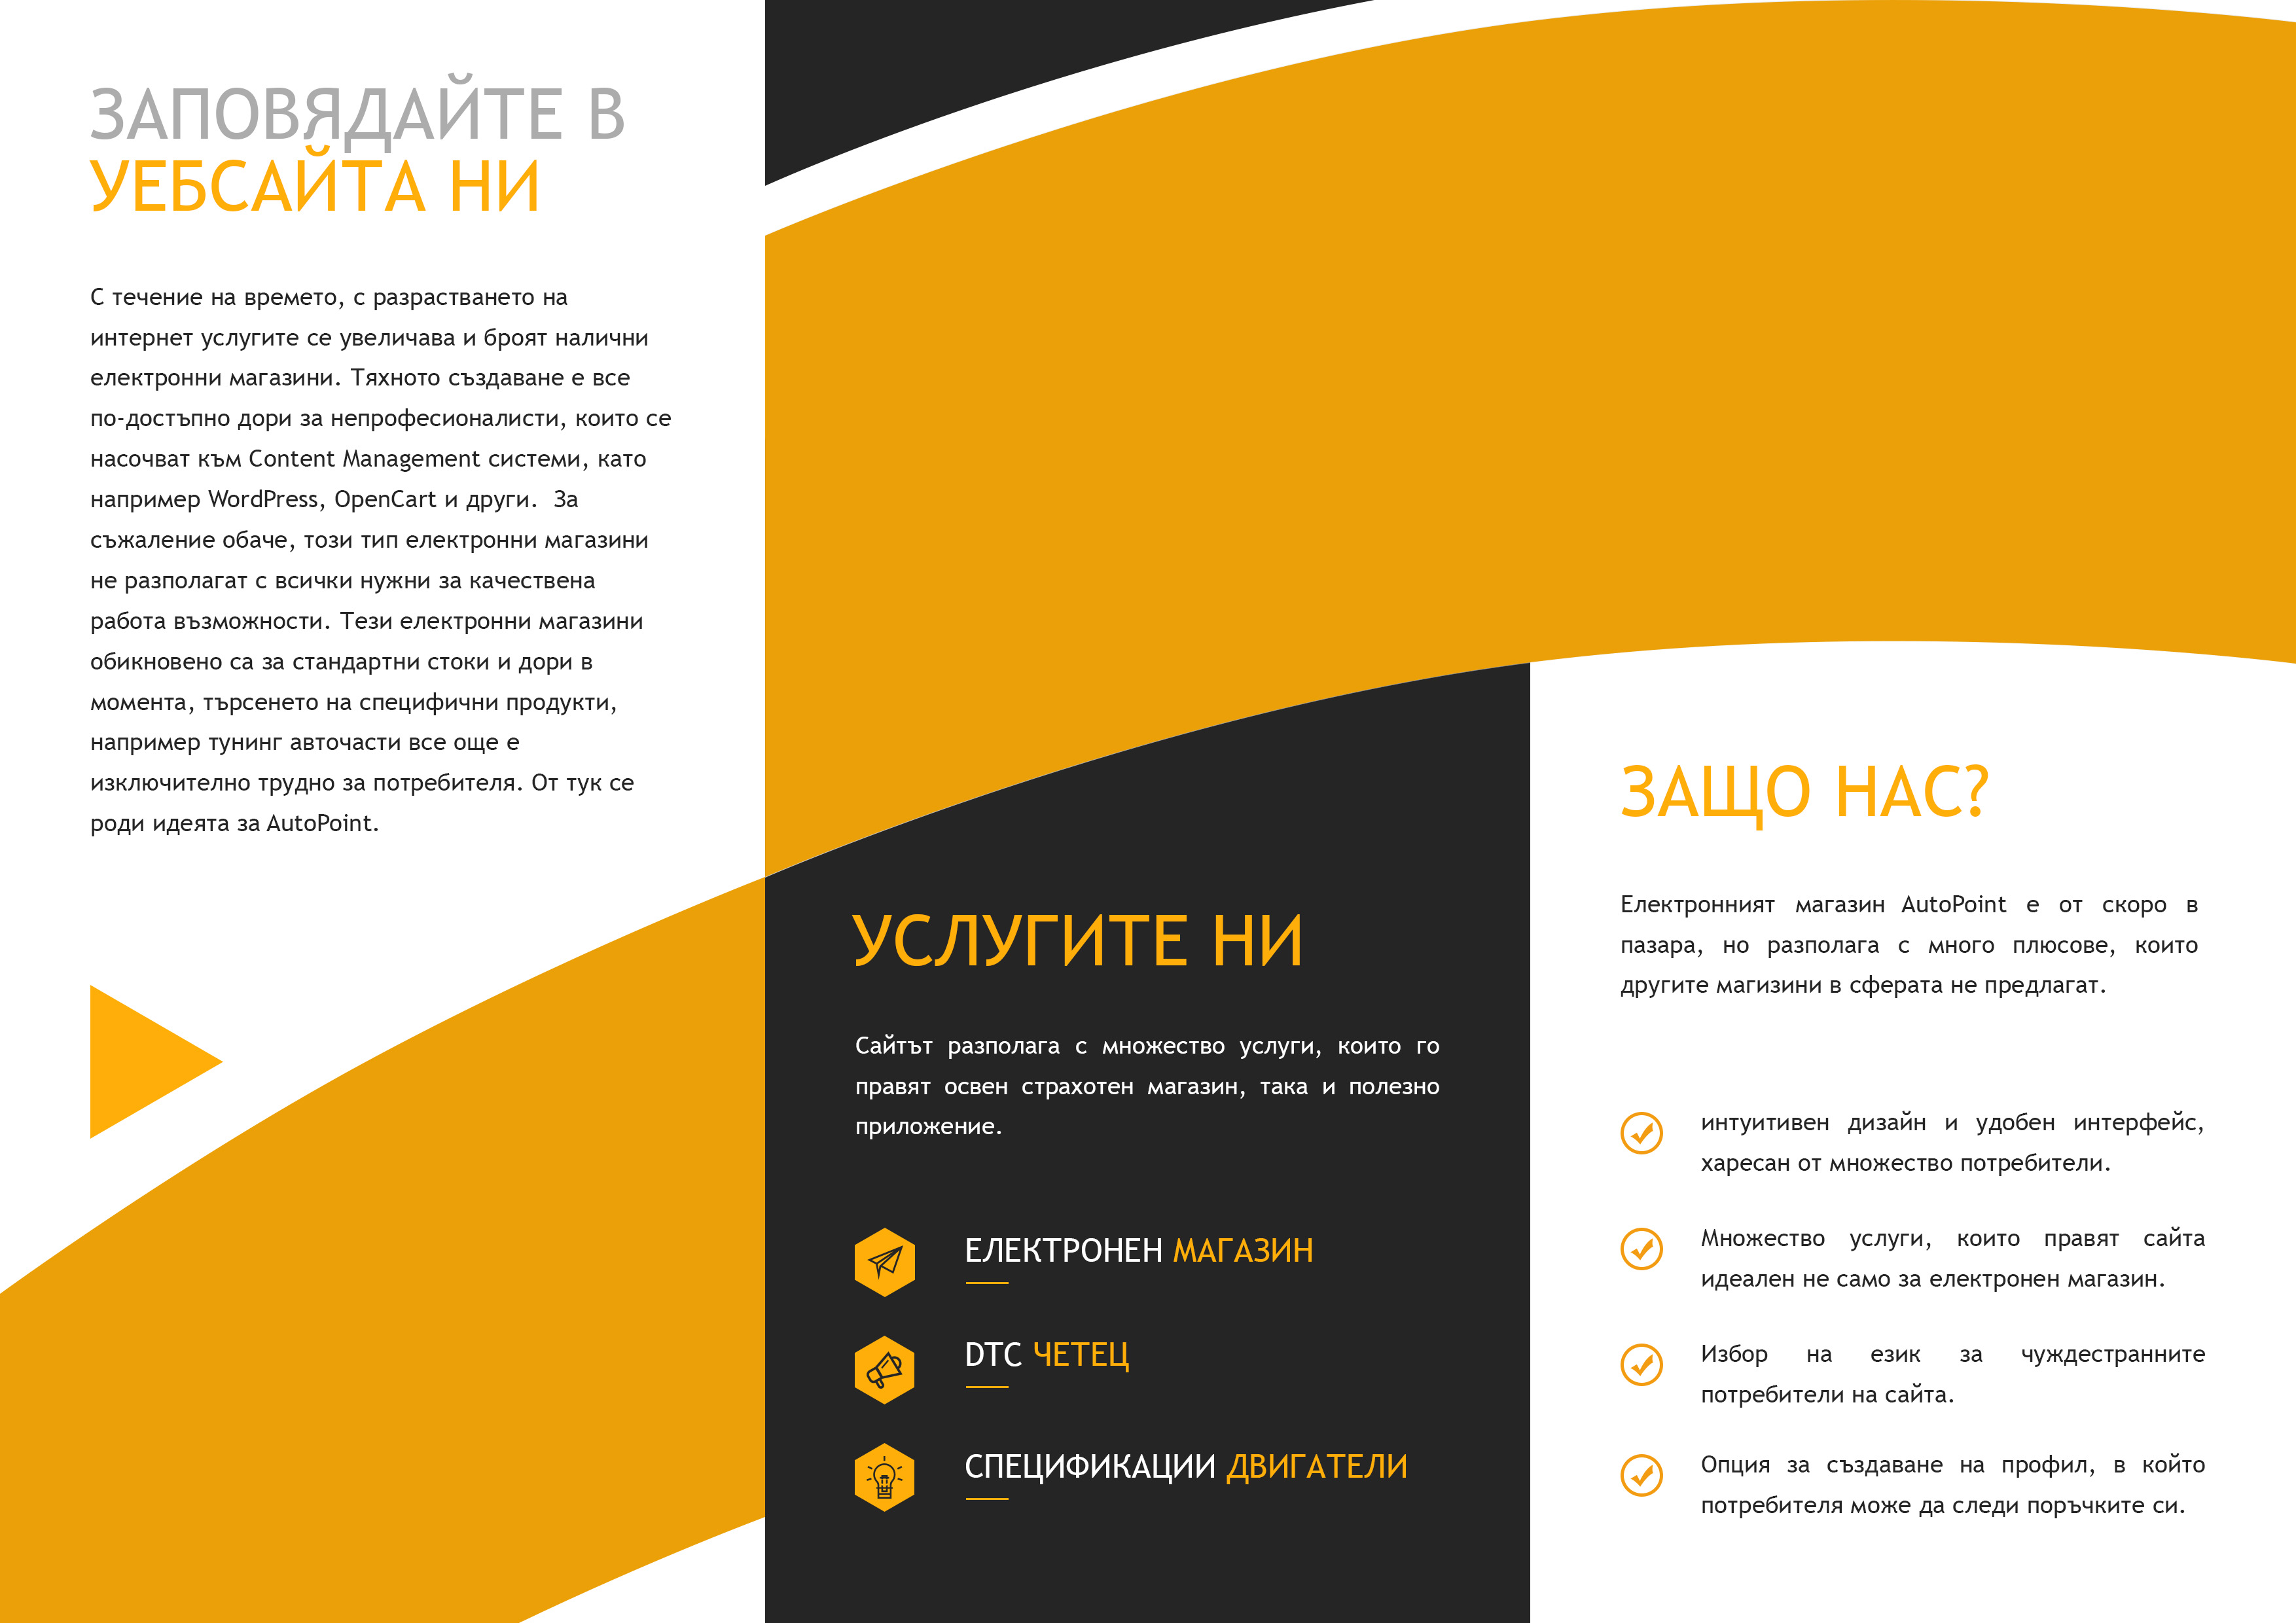 ЗАПОВЯДАЙТЕ В
УЕБСАЙТА НИ
С течение на времето, с разрастването на
интернет услугите се увеличава и броят налични
електронни магазини. Тяхното създаване е все
по-достъпно дори за непрофесионалисти, които се
насочват към Content Management системи, като
например WordPress, OpenCart и други.  За
съжаление обаче, този тип електронни магазини
не разполагат с всички нужни за качествена
работа възможности. Тези електронни магазини
обикновено са за стандартни стоки и дори в
момента, търсенето на специфични продукти,
например тунинг авточасти все още е
изключително трудно за потребителя. От тук се
роди идеята за AutoPoint.
УСЛУГИТЕ НИ
Сайтът разполага с множество услуги, които го
правят освен страхотен магазин, така и полезно
приложение.
ЕЛЕКТРОНЕН МАГАЗИН
DTC ЧЕТЕЦ
СПЕЦИФИКАЦИИ ДВИГАТЕЛИ
ЗАЩО НАС?
Електронният магазин AutoPoint е от скоро в
пазара, но разполага с много плюсове, които
другите магизини в сферата не предлагат.
интуитивен дизайн и удобен интерфейс,
харесан от множество потребители.
Множество услуги, които правят сайта
идеален не само за електронен магазин.
Избор на език за чуждестранните
потребители на сайта.
Опция за създаване на профил, в който
потребителя може да следи поръчките си.